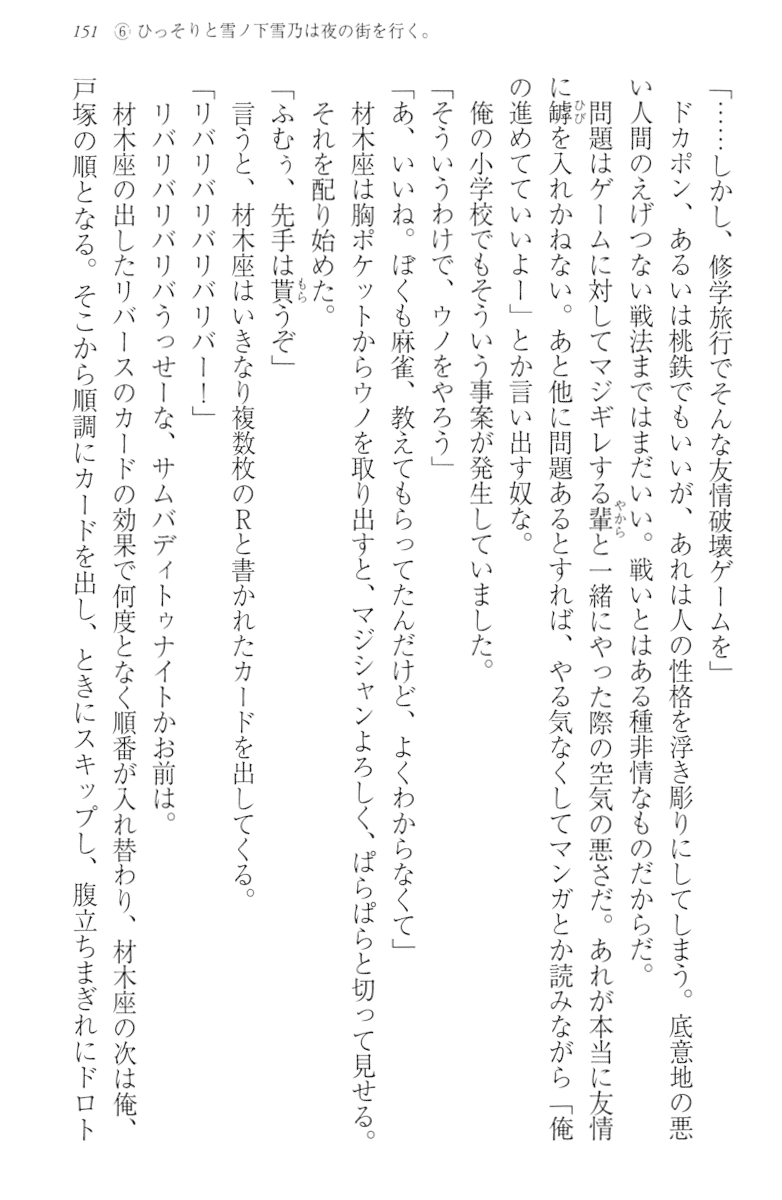 151 ⑥ ひっそりと雪ノ下雪乃は夜の街を行く。
「……しかし、修学旅行でそんな友情破壊ゲームを」
ドカポン、あるいは桃鉄でもいいが、あれは人の性格を浮き彫りにしてしまう。底意地の悪
い人間のえげつない戦法まではまだいい。戦いとはある種非情なものだからだ。
問題はゲームに対してマジギレする輩と一緒にやった際の空気の悪さだ。あれが本当に友情
やから
に罅を入れかねない。あと他に問題あるとすれば、やる気なくしてマンガとか読みながら「俺
ひび
の進めてていいよー」とか言い出す奴な。
俺の小学校でもそういう事案が発生していました。
「そういうわけで、ウノをやろう」
「あ、いいね。ぼくも麻雀、教えてもらってたんだけど、よくわからなくて」
材木座は胸ポケットからウノを取り出すと、マジシャンよろしく、ぱらぱらと切って見せる。
それを配り始めた。
「ふむぅ、先手は貰うぞ」
もら
言うと、材木座はいきなり複数枚のRと書かれたカードを出してくる。
「リバリバリバリバリバー！」
リバリバリバリバうっせーな、サムバディトゥナイトかお前は。
材木座の出したリバースのカードの効果で何度となく順番が入れ替わり、材木座の次は俺、
戸塚の順となる。そこから順調にカードを出し、ときにスキップし、腹立ちまぎれにドロト